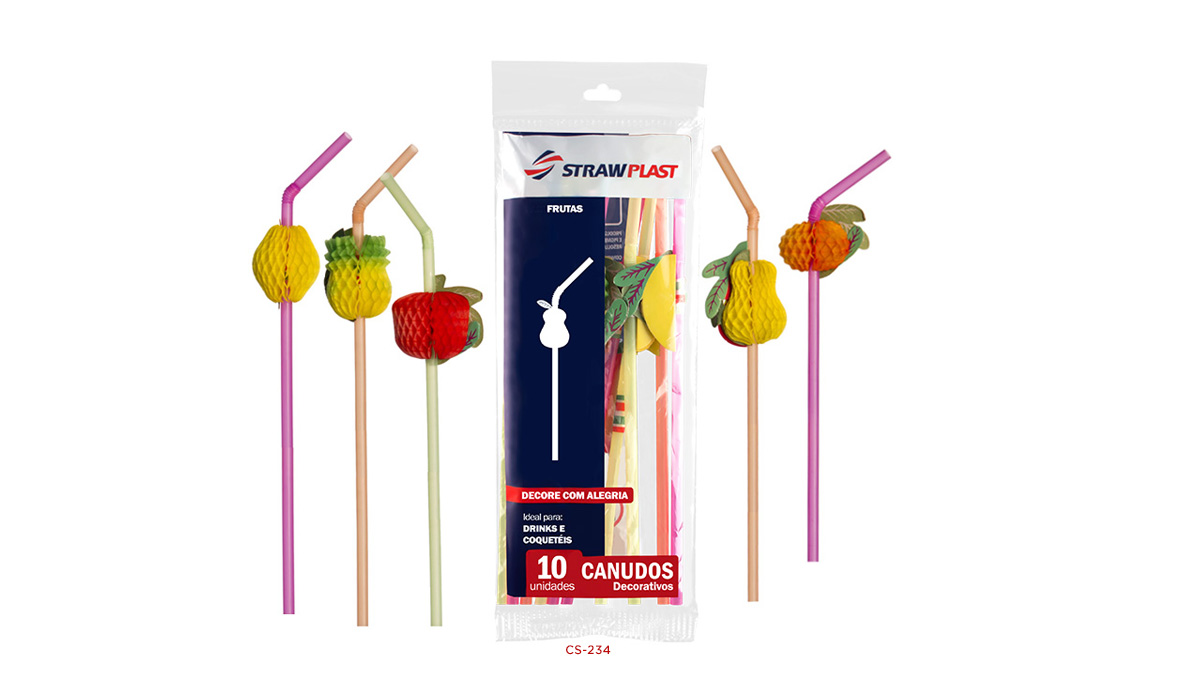 STRAWPLAST
FRUTAS
DECORE COM ALEGRIA
Ideal para:
DRINKS E
COQUETÉIS
10
unidades
CANUDOS
Decorativos
CS-234